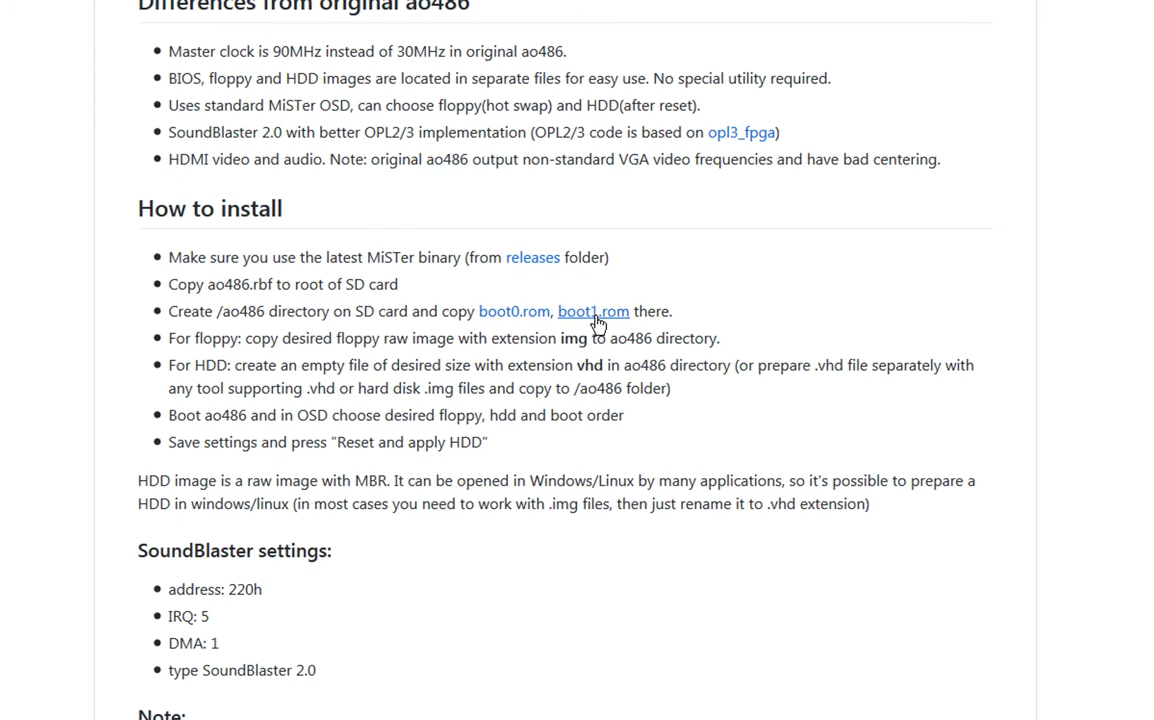 Differences from original ao486
Master clock is 90MHz instead of 30MHz in original ao486.
BIOS, floppy and HDD images are located in separate files for easy use. No special utility required.
Uses standard MiSTer OSD, can choose floppy(hot swap) and HDD(after reset).
SoundBlaster 2.0 with better OPL2/3 implementation (OPL2/3 code is based on opl3_fpga)
HDMI video and audio. Note: original ao486 output non-standard VGA video frequencies and have bad centering.
How to install
Make sure you use the latest MiSTer binary (from releases folder)
Copy ao486.rbf to root of SD card
Create /ao486 directory on SD card and copy boot0.rom, boot1.rom there.
For floppy: copy desired floppy raw image with extension img to ao486 directory.
For HDD: create an empty file of desired size with extension vhd in ao486 directory (or prepare .vhd file separately with
any tool supporting .vhd or hard disk .img files and copy to /ao486 folder)
Boot ao486 and in OSD choose desired floppy, hdd and boot order
Save settings and press "Reset and apply HDD"
HDD image is a raw image with MBR. It can be opened in Windows/Linux by many applications, so it's possible to prepare a
HDD in windows/linux (in most cases you need to work with .img files, then just rename it to .vhd extension)
SoundBlaster settings:
address: 220h
IRQ: 5
DMA: 1
type SoundBlaster 2.0
Note: